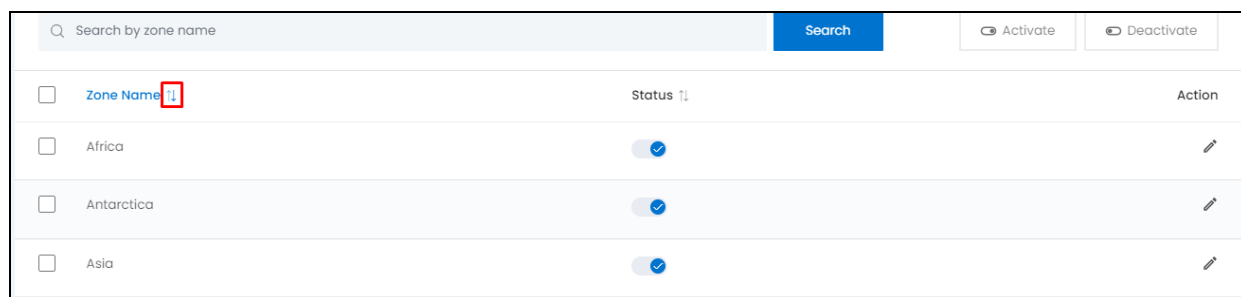 Search by zone name Search Activate Deactivate
Zone Name Status Action
Africa
Antarctica
Asia